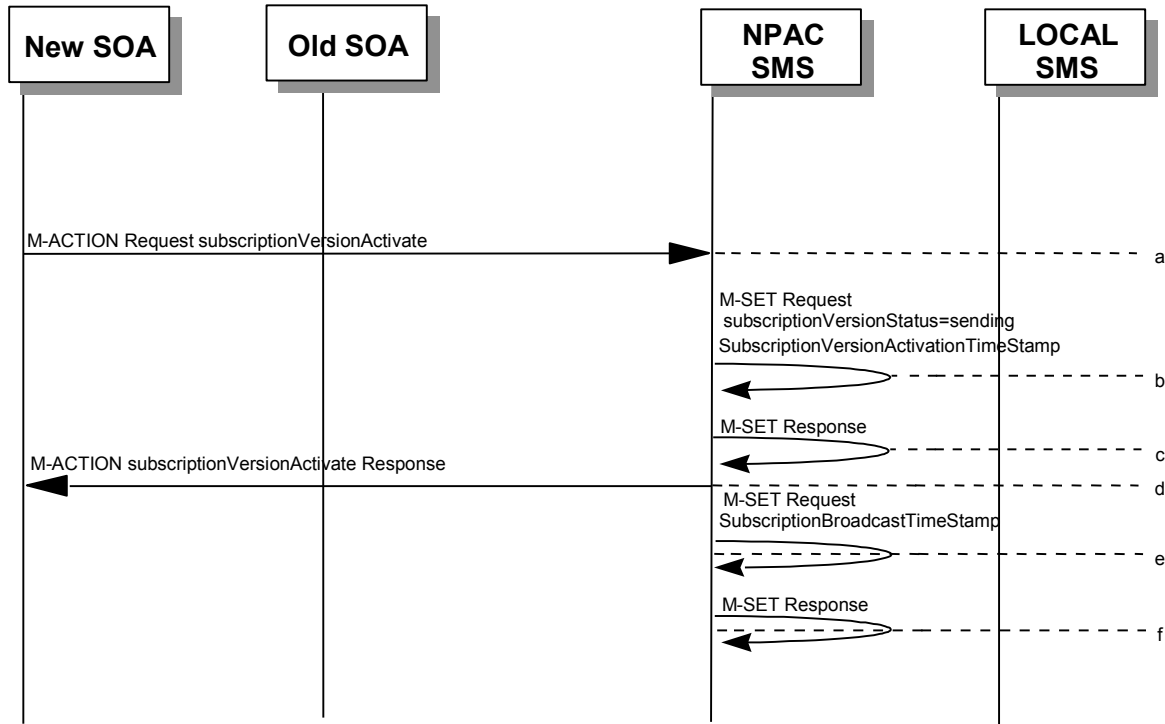 New SOA
Old SOA
NPAC
SMS
LOCAL
SMS
M-ACTION Request subscriptionVersionActivate
a
M-SET Request
subscriptionVersionStatus=sending
SubscriptionVersionActivationTimeStamp
b
M-SET Response
c
M-ACTION subscriptionVersionActivate Response
d
M-SET Request
SubscriptionBroadcastTimeStamp
e
M-SET Response
f